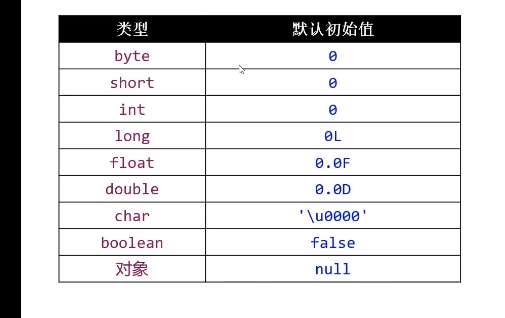 类型 默认初始值
byte 0
short 0
int 0
long 0L
float 0.0F
double 0.0D
char '\u0000'
boolean false
对象 null